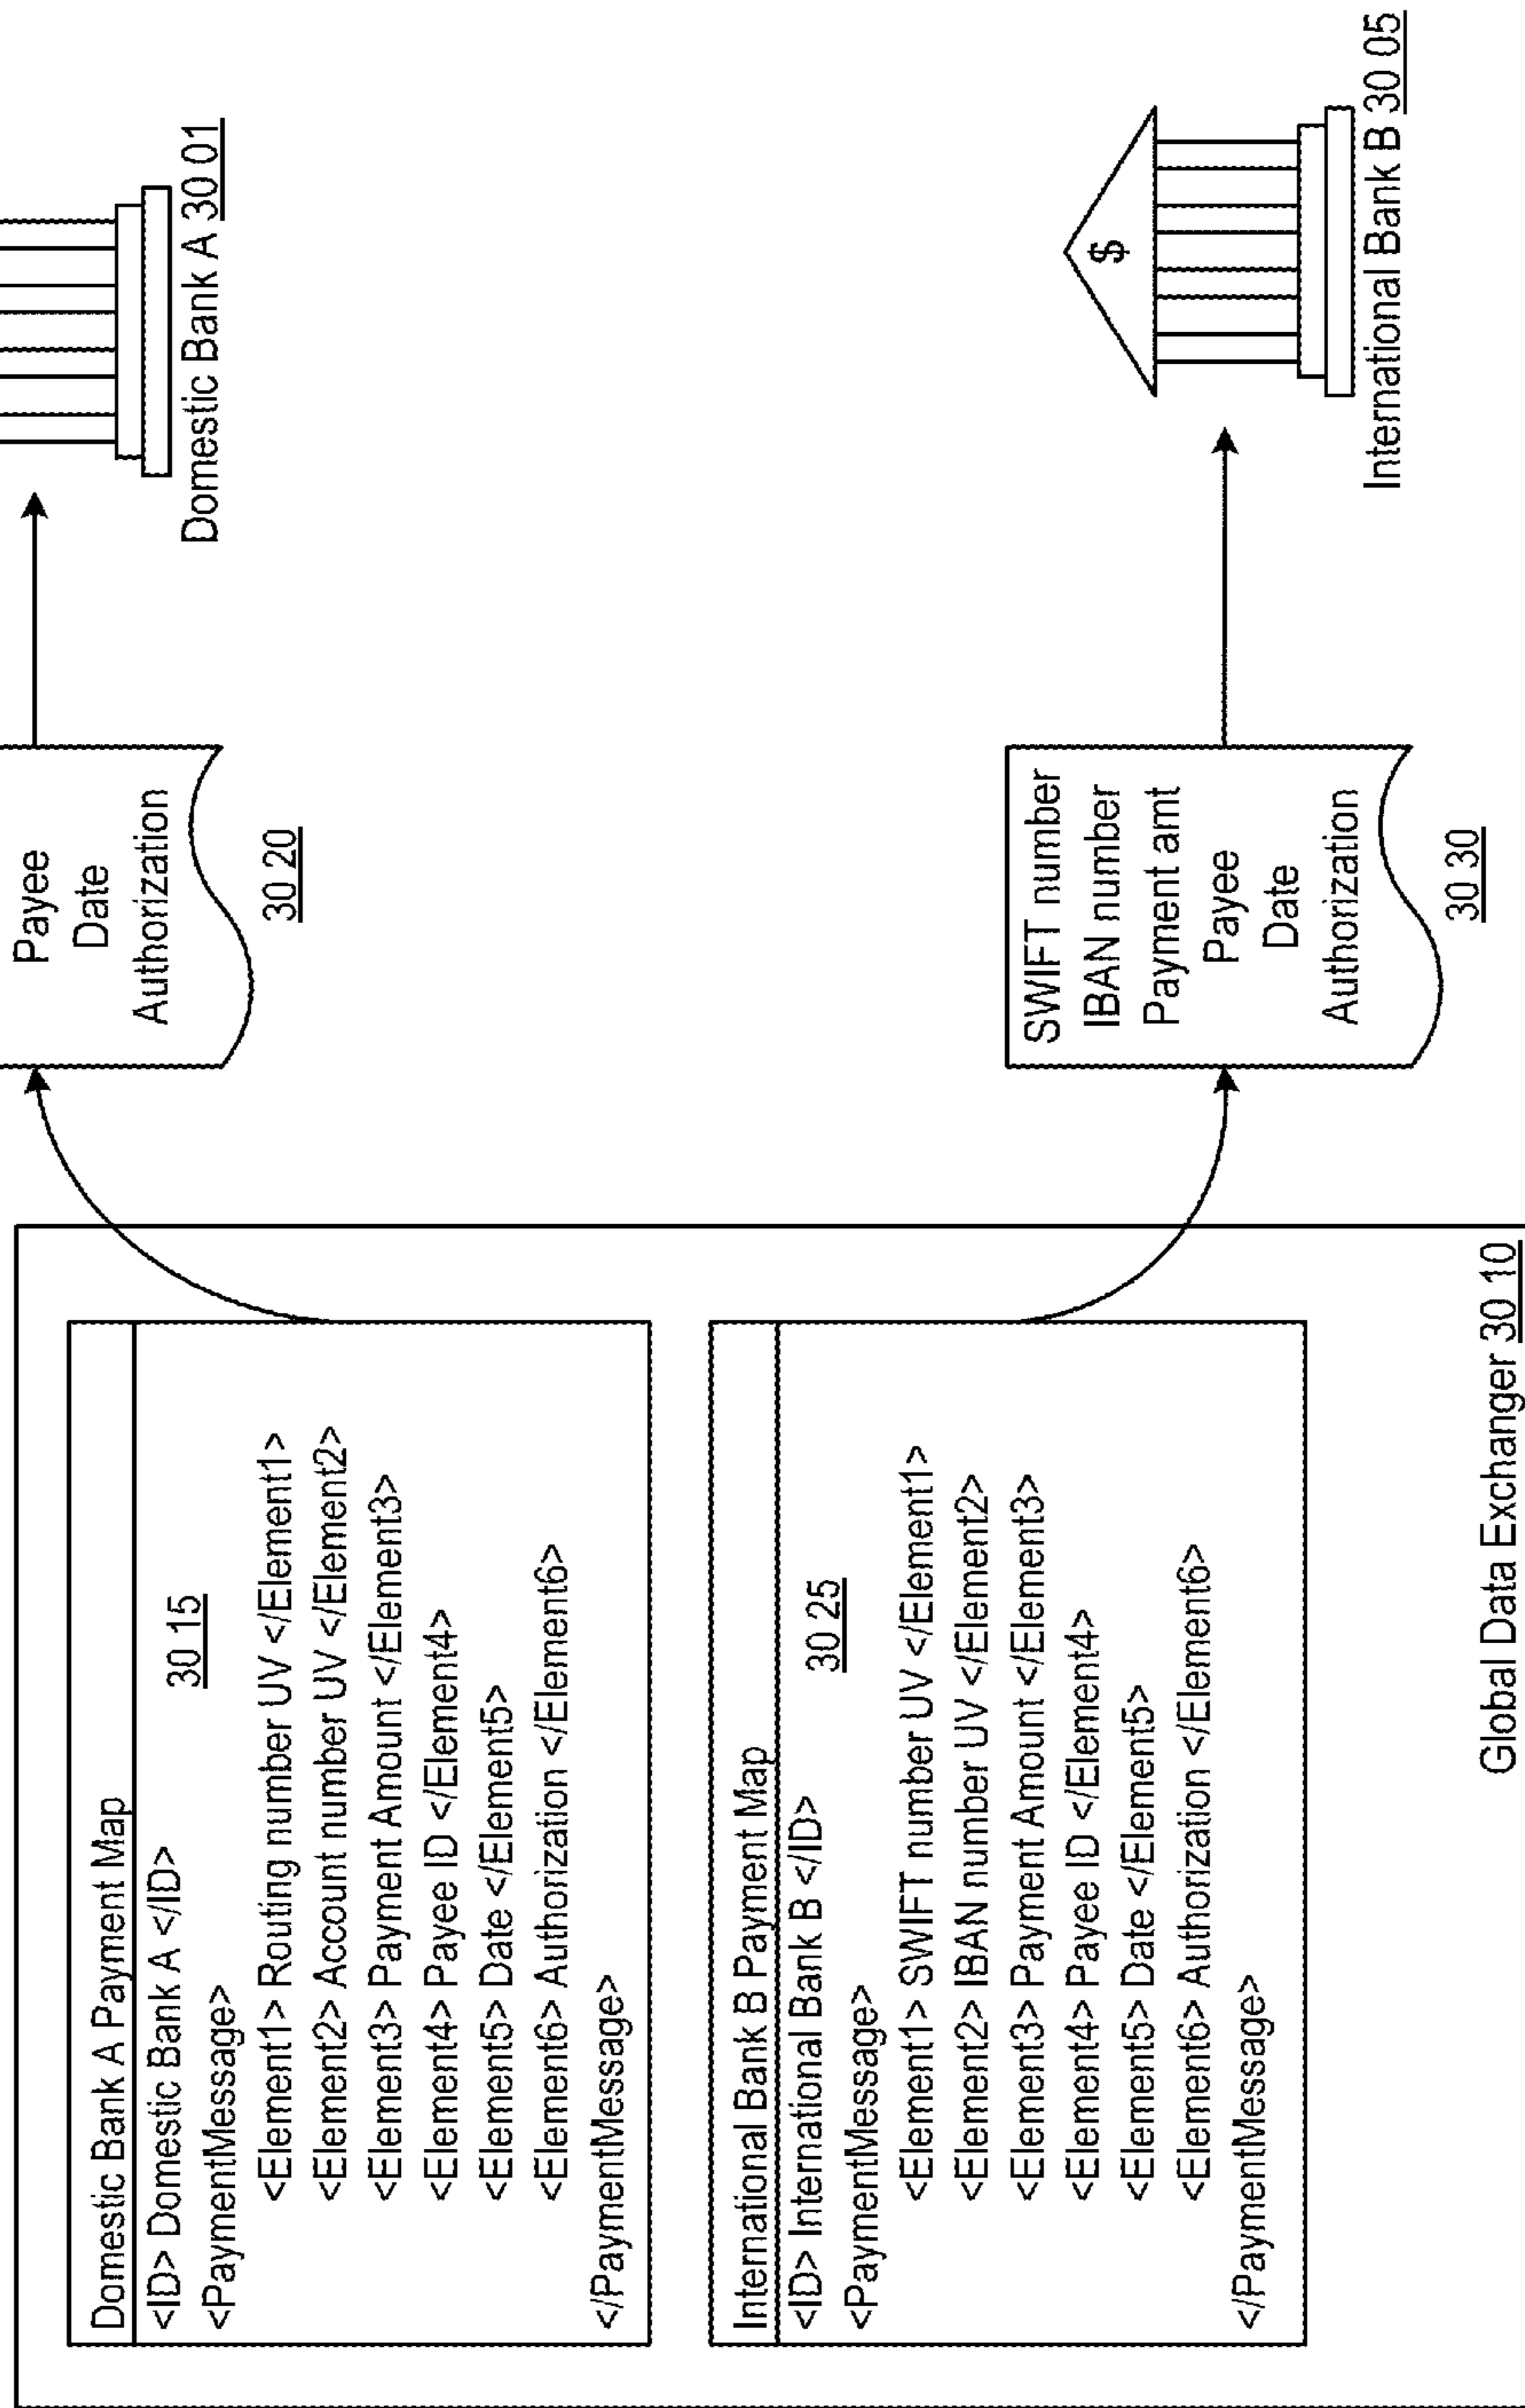 Domestic Bank A Payment Map
<ID> Domestic Bank A </ID>
30 15
<PaymentMessage>
<Element1> Routing number UV </Element1>
<Element2> Account number UV </Element2>
<Element3> Payment Amount </Element3>
<Element4> Payee ID </Element4>
<Element5> Date </Element5>
<Element6> Authorization </Element6>
</PaymentMessage>
International Bank B Payment Map
<ID> International Bank B </ID>
30 25
<PaymentMessage>
<Element1> SWIFT number UV </Element1>
<Element2> IBAN number UV </Element2>
<Element3> Payment Amount </Element3>
<Element4> Payee ID </Element4>
<Element5> Date </Element5>
<Element6> Authorization </Element6>
</PaymentMessage>
Global Data Exchanger 30 10
Payee
Date
Authorization
30 20
SWIFT number
IBAN number
Payment amt
Payee
Date
Authorization
30 30
Domestic Bank A 30 01
$
International Bank B 30 05